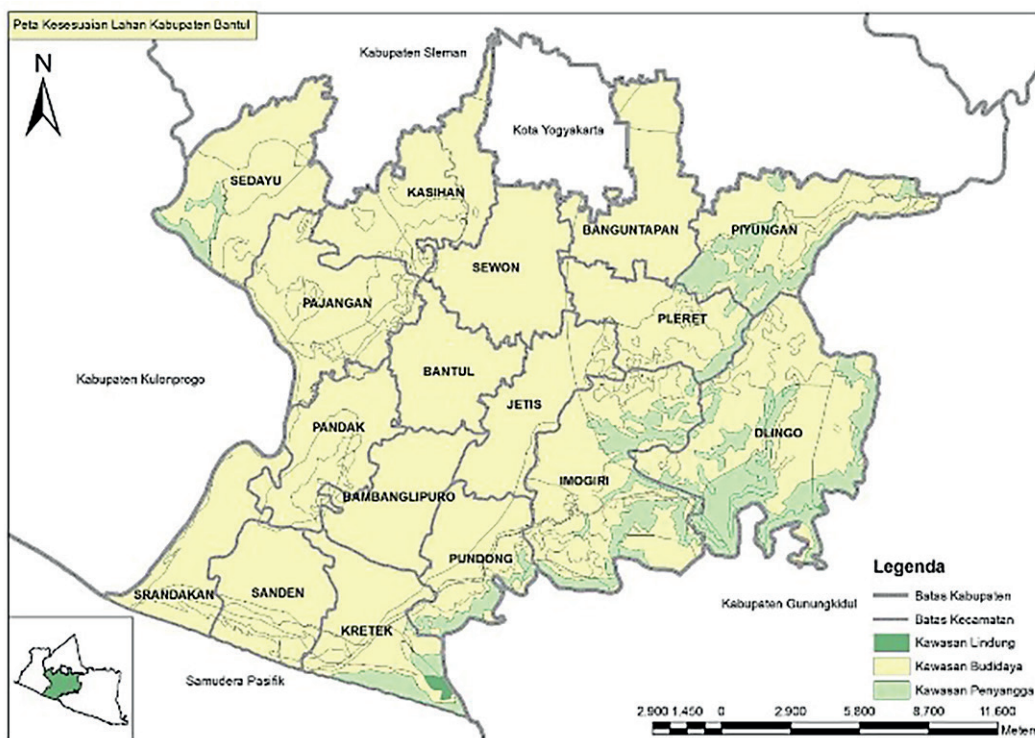 Peta Kesesuaian Lahan Kabupaten Bantul
N
Kabupaten Sleman
Kota Yogyakarta
SEDAYU
KASIHAN
BANGUNTAPAN
PIYUNGAN
SEWON
PAJANGAN
PLERET
Kabupaten Kulonprogo
BANTUL
JETIS
PANDAK
DLINGO
IMOGIRI
BAMBANGLIPURO
PUNDONG
SRANDAKAN
SANDEN
KRETEK
Kabupaten Gunungkidul
Samudera Pasifik
Legenda
Batas Kabupaten
Batas Kecamatan
Kawasan Lindung
Kawasan Budidaya
Kawasan Penyangga
2.900 1.450 0 2.900 5.800 8.700 11.600
Meters